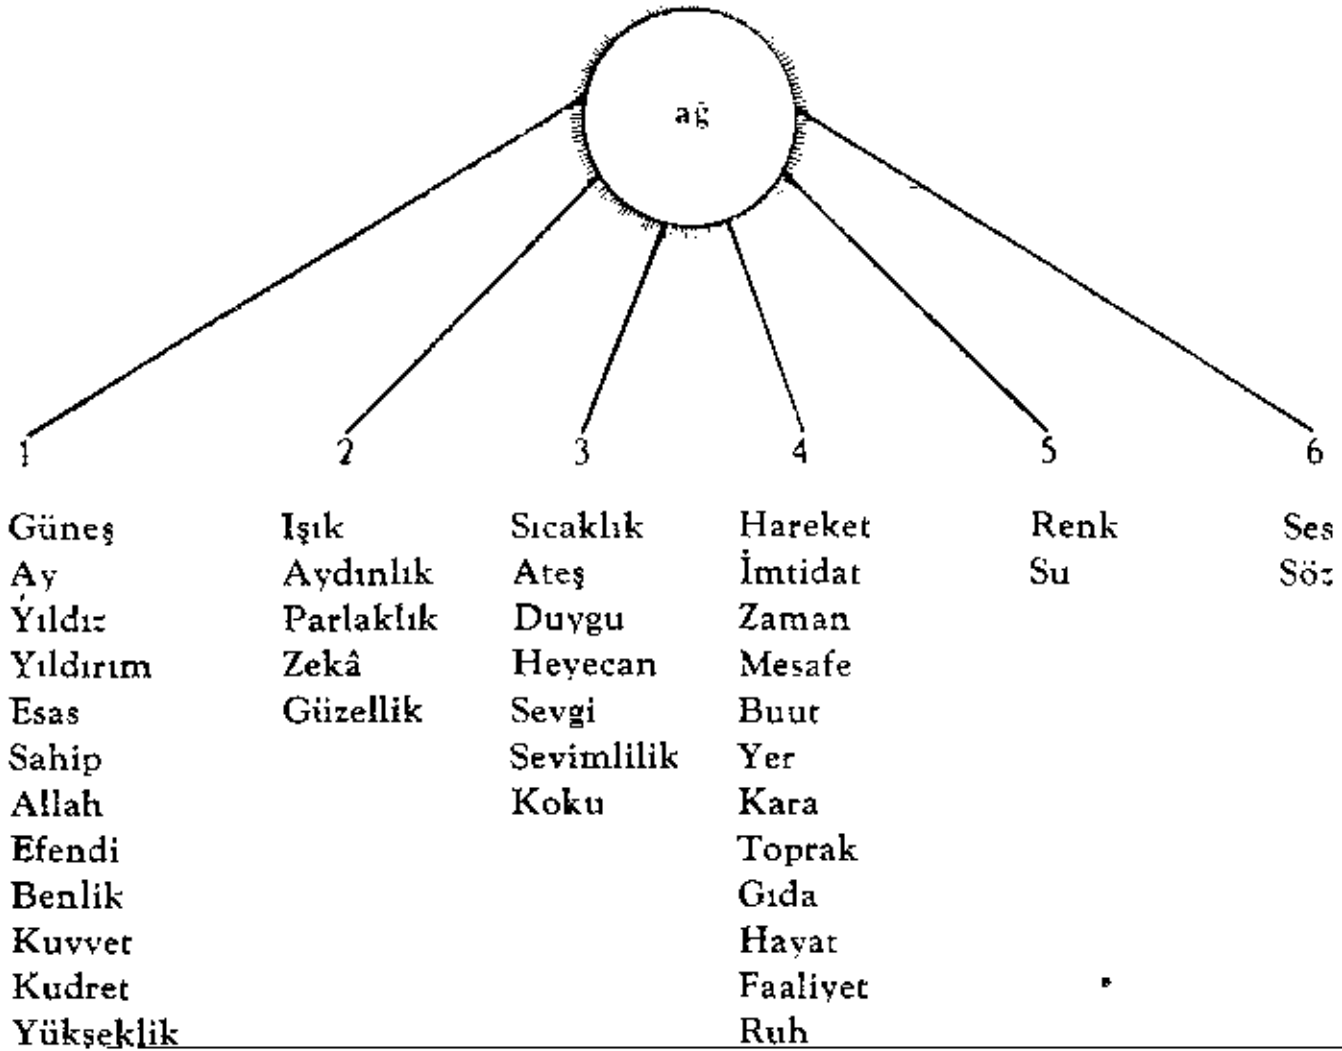 ağ
1 2 3 4 5 6
Güneş Işık Sıcaklık Hareket Renk Ses
Ay Aydınlık Ateş İmtidat Su Söz
Yıldız Parlaklık Duygu Zaman
Yıldırım Zekâ Heyecan Mesafe
Esas Güzellik Sevgi Buut
Sahip Sevimlilik Yer
Allah Koku Kara
Efendi Toprak
Benlik Gıda
Kuvvet Hayat
Kudret Faaliyet
Yükseklik Ruh